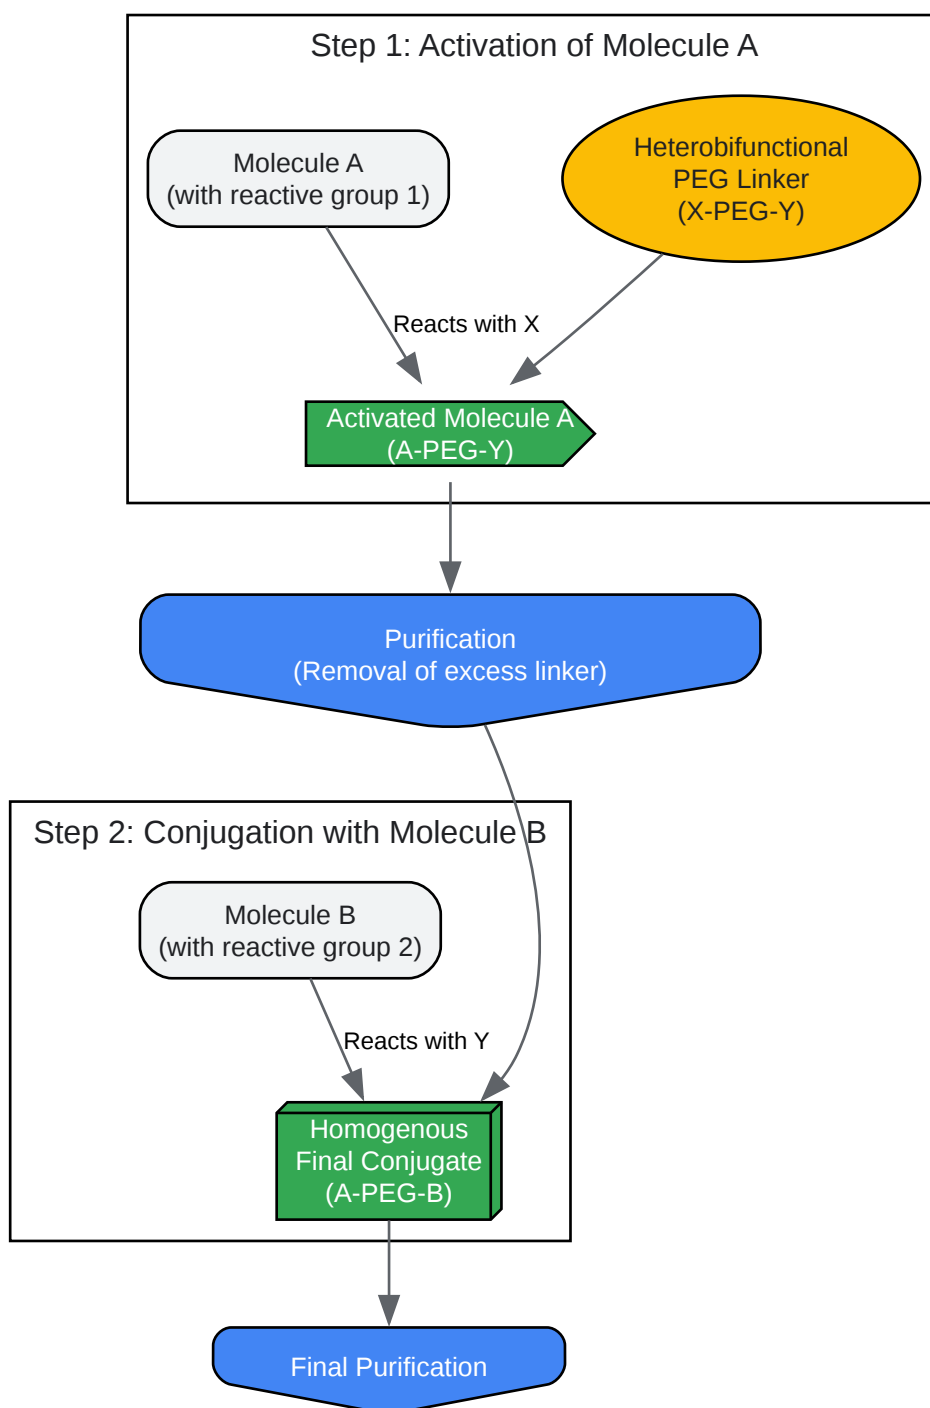 Step 1: Activation of Molecule A
Molecule A
(with reactive group 1)
Heterobifunctional
PEG Linker
(X-PEG-Y)
Reacts with X
Activated Molecule A
(A-PEG-Y)
Purification
(Removal of excess linker)
Step 2: Conjugation with Molecule B
Molecule B
(with reactive group 2)
Reacts with Y
Homogenous
Final Conjugate
(A-PEG-B)
Final Purification